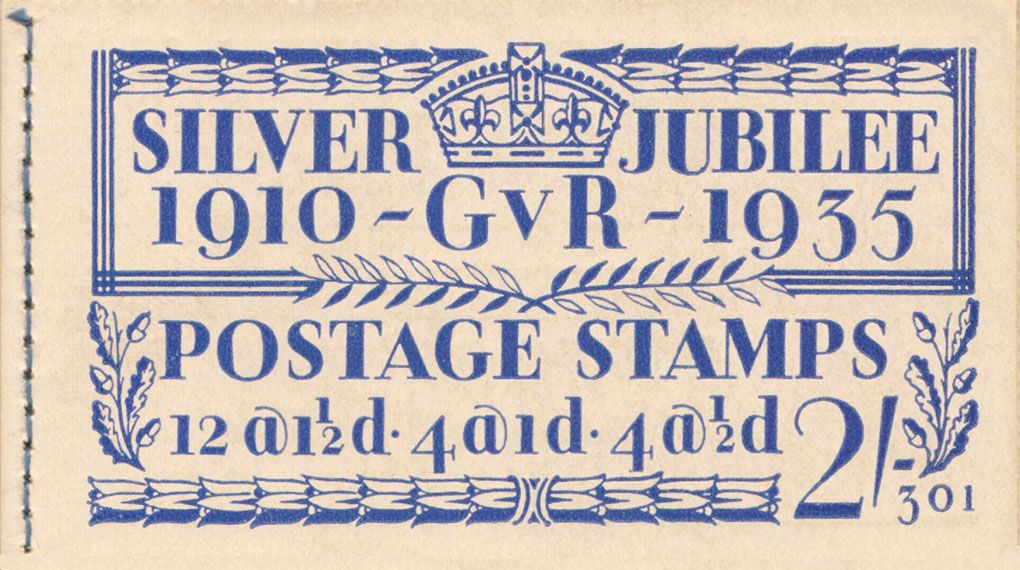 SILVER JUBILEE
1910 - GvR - 1935
POSTAGE STAMPS
12 @ 1½d · 4 @ 1d · 4 @ ½d 2/-
301